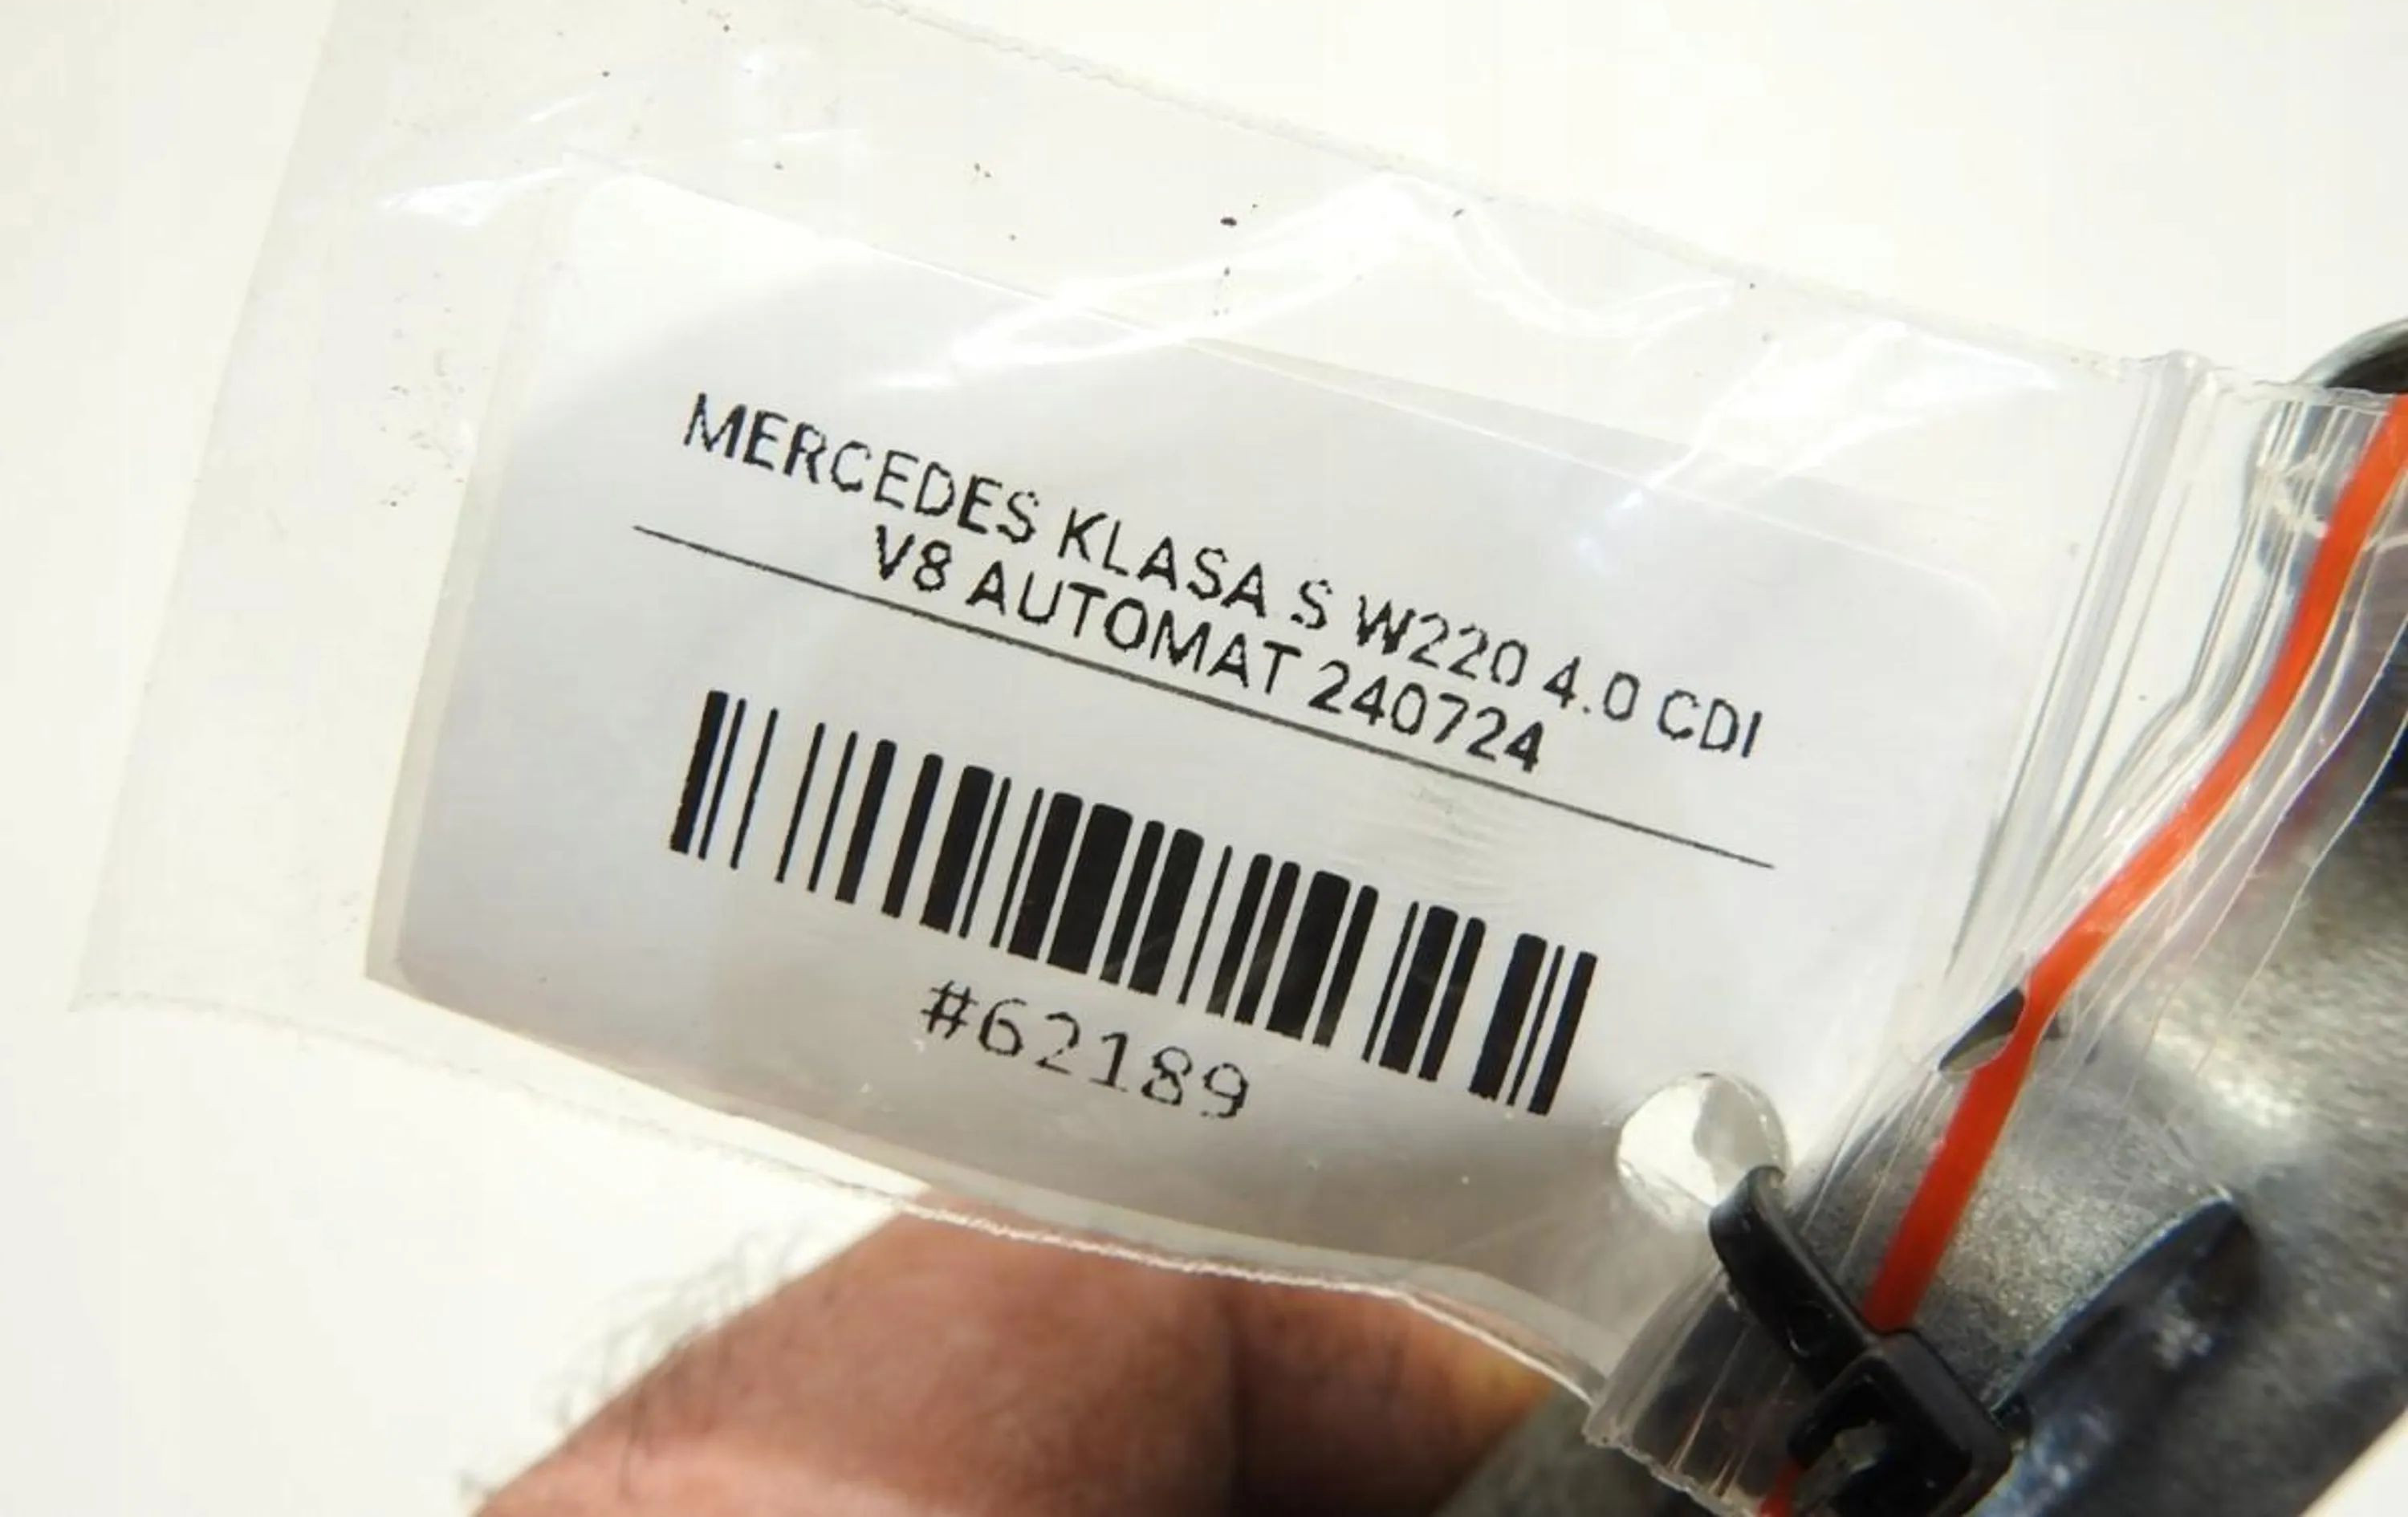 MERCEDES KLASA S W220 4.0 CDI
V8 AUTOMAT 240724
#62189